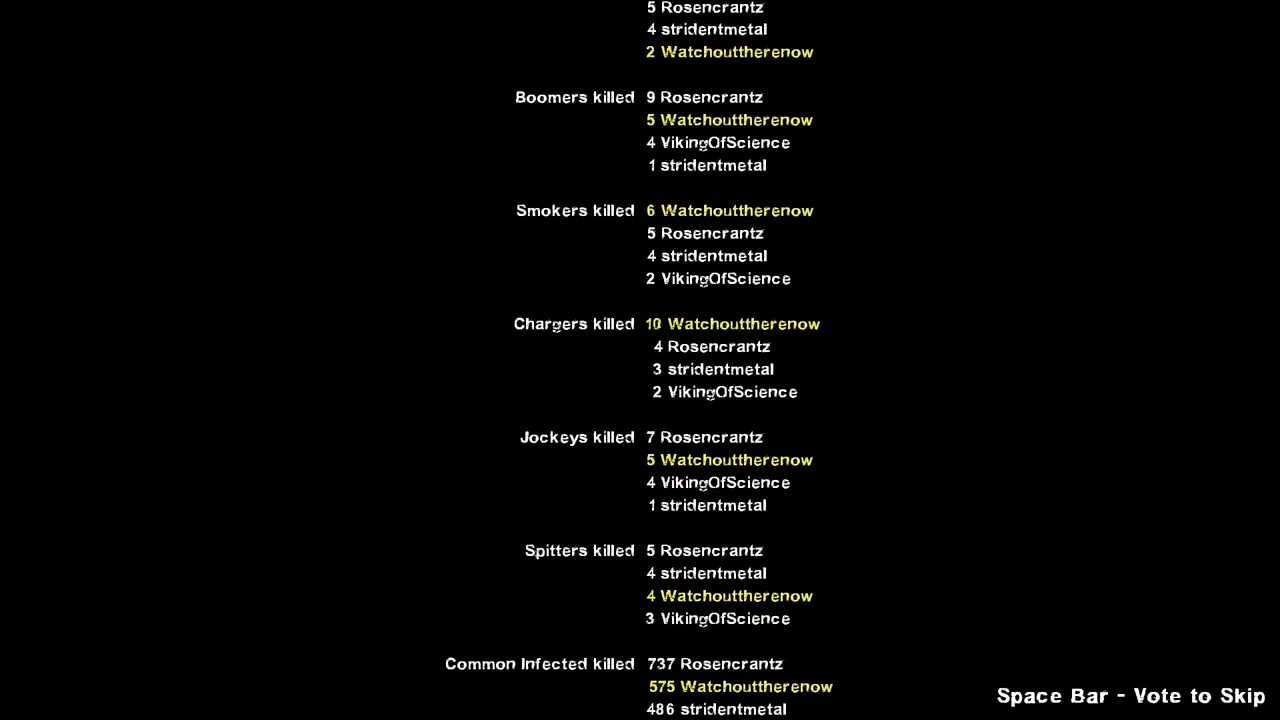 5 Rosencrantz
4 stridentmetal
2 Watchouttherenow
Boomers killed 9 Rosencrantz
5 Watchouttherenow
4 VikingOfScience
1 stridentmetal
Smokers killed 6 Watchouttherenow
5 Rosencrantz
4 stridentmetal
2 VikingOfScience
Chargers killed 10 Watchouttherenow
4 Rosencrantz
3 stridentmetal
2 VikingOfScience
Jockeys killed 7 Rosencrantz
5 Watchouttherenow
4 VikingOfScience
1 stridentmetal
Spitters killed 5 Rosencrantz
4 stridentmetal
4 Watchouttherenow
3 VikingOfScience
Common Infected killed 737 Rosencrantz
575 Watchouttherenow
486 stridentmetal
Space Bar - Vote to Skip